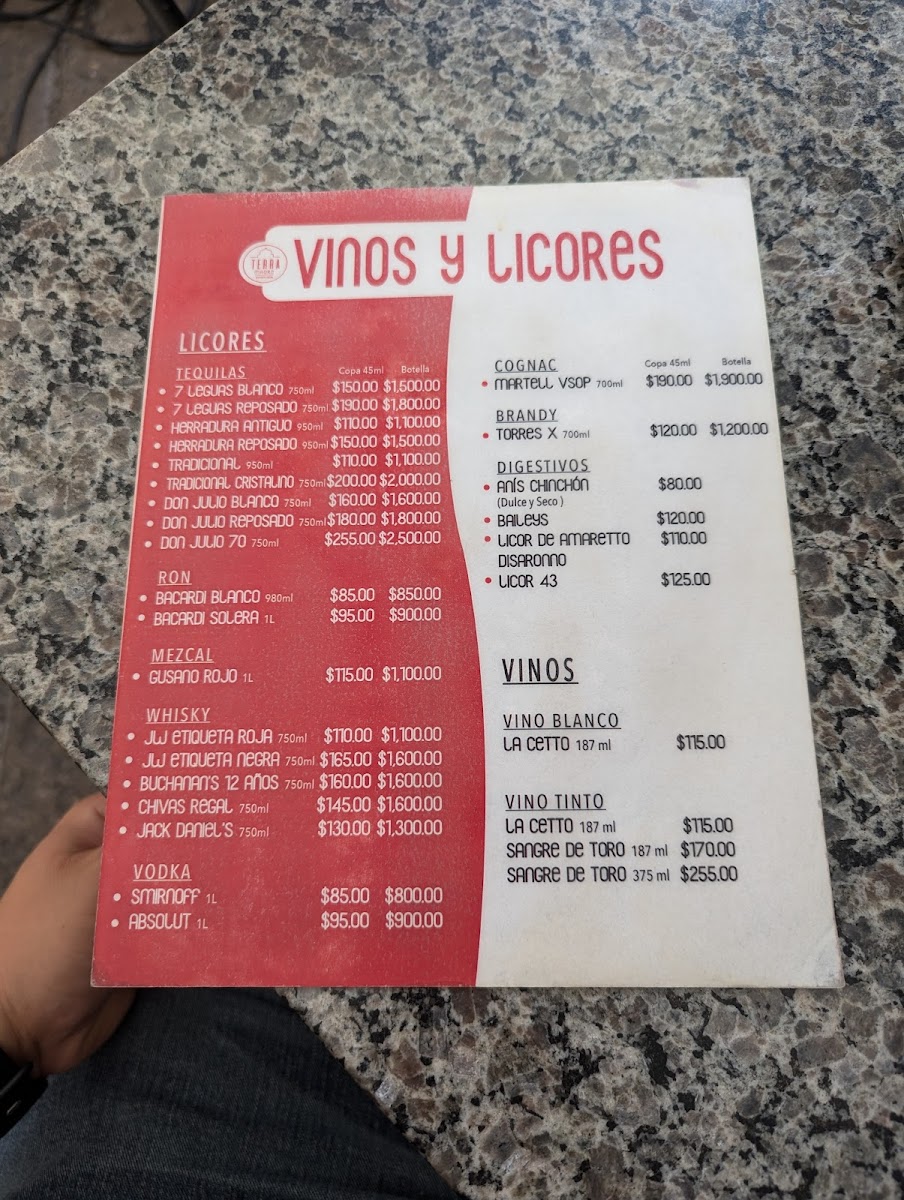 TERRA
VINOS Y LICORES
LICORES
TEQUILAS Copa 45ml Botella
• 7 LEGUAS BLANCO 750ml $150.00 $1,500.00
• 7 LEGUAS REPOSADO 750ml $190.00 $1,800.00
• HERRADURA ANTIGUO 950ml $110.00 $1,100.00
• HERRADURA REPOSADO 950ml $150.00 $1,500.00
• TRADICIONAL 950ml $110.00 $1,100.00
• TRADICIONAL CRISTALINO 750ml $200.00 $2,000.00
• DON JULIO BLANCO 750ml $160.00 $1,600.00
• DON JULIO REPOSADO 750ml $180.00 $1,800.00
• DON JULIO 70 750ml $255.00 $2,500.00
RON
• BACARDI BLANCO 980ml $85.00 $850.00
• BACARDI SOLERA 1L $95.00 $900.00
MEZCAL
• GUSANO ROJO 1L $115.00 $1,100.00
WHISKY
• JW ETIQUETA ROJA 750ml $110.00 $1,100.00
• JW ETIQUETA NEGRA 750ml $165.00 $1,600.00
• BUCHANAN'S 12 AÑOS 750ml $160.00 $1,600.00
• CHIVAS REGAL 750ml $145.00 $1,600.00
• JACK DANIEL'S 750ml $130.00 $1,300.00
VODKA
• SMIRNOFF 1L $85.00 $800.00
• ABSOLUT 1L $95.00 $900.00
COGNAC Copa 45ml Botella
• MARTELL VSOP 700ml $190.00 $1,900.00
BRANDY
• TORRES X 700ml $120.00 $1,200.00
DIGESTIVOS
• ANÍS CHINCHÓN $80.00
(Dulce y Seco )
• BAILEYS $120.00
• LICOR DE AMARETTO $110.00
DISARONNO
• LICOR 43 $125.00
VINOS
VINO BLANCO
LA CETTO 187 ml $115.00
VINO TINTO
LA CETTO 187 ml $115.00
SANGRE DE TORO 187 ml $170.00
SANGRE DE TORO 375 ml $255.00